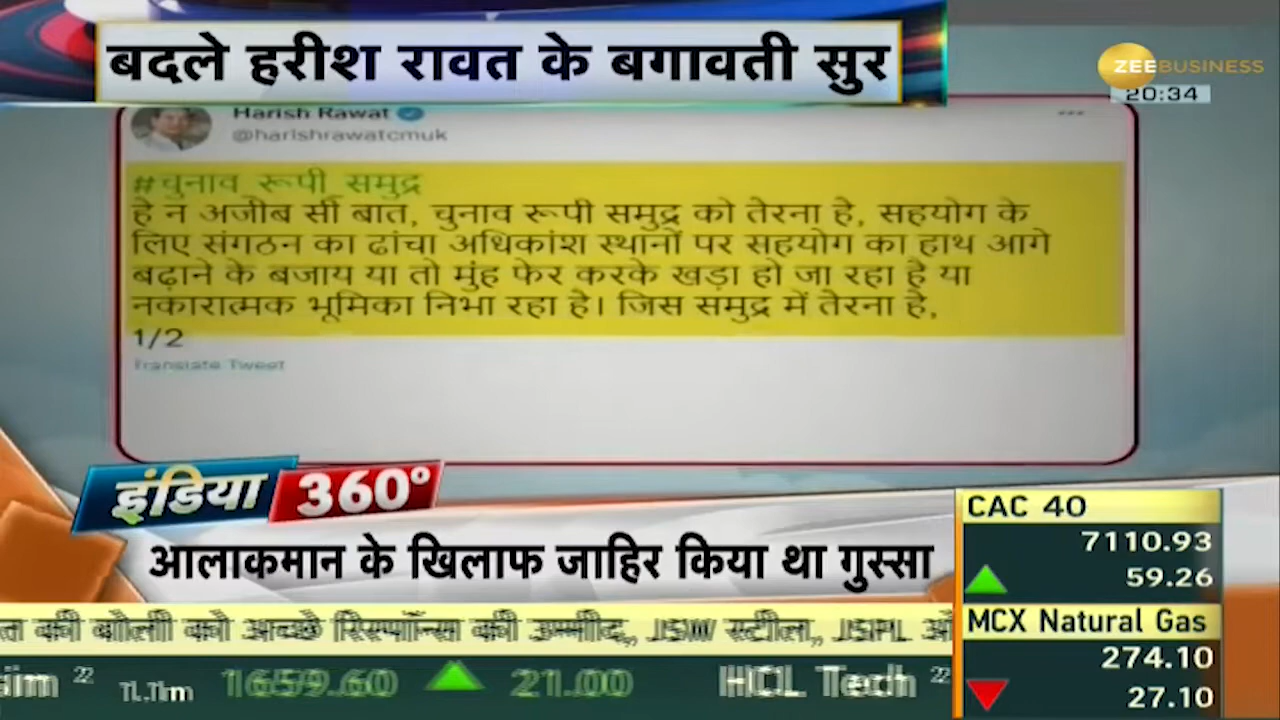 बदले हरीश रावत के बगावती सुर
ZEEBUSINESS
20:34
Harish Rawat
@harishrawatcmuk
#चुनाव_रूपी_समुद्र
है न अजीब सी बात, चुनाव रूपी समुद्र को तैरना है, सहयोग के
लिए संगठन का ढांचा अधिकांश स्थानों पर सहयोग का हाथ आगे
बढ़ाने के बजाय या तो मुंह फेर करके खड़ा हो जा रहा है या
नकारात्मक भूमिका निभा रहा है। जिस समुद्र में तैरना है,
1/2
Translate Tweet
इंडिया 360°
आलाकमान के खिलाफ जाहिर किया था गुस्सा
CAC 40
7110.93
59.26
MCX Natural Gas
274.10
27.10
की बोली को अच्छे रिस्पॉन्स की उम्मीद, JSW स्टील, JSPL
1659.60 21.00 HCL Tech 22